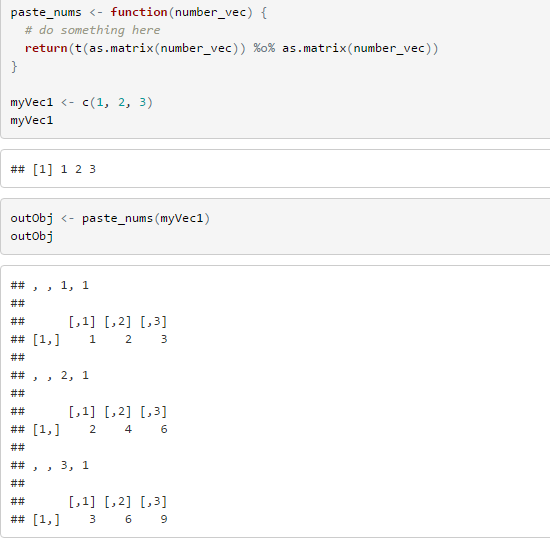 paste_nums <- function(number_vec) {
  # do something here
  return(t(as.matrix(number_vec)) %o% as.matrix(number_vec))
}
myVec1 <- c(1, 2, 3)
myVec1
## [1] 1 2 3
outObj <- paste_nums(myVec1)
outObj
## , , 1, 1
##
##      [,1] [,2] [,3]
## [1,]    1    2    3
##
## , , 2, 1
##
##      [,1] [,2] [,3]
## [1,]    2    4    6
##
## , , 3, 1
##
##      [,1] [,2] [,3]
## [1,]    3    6    9